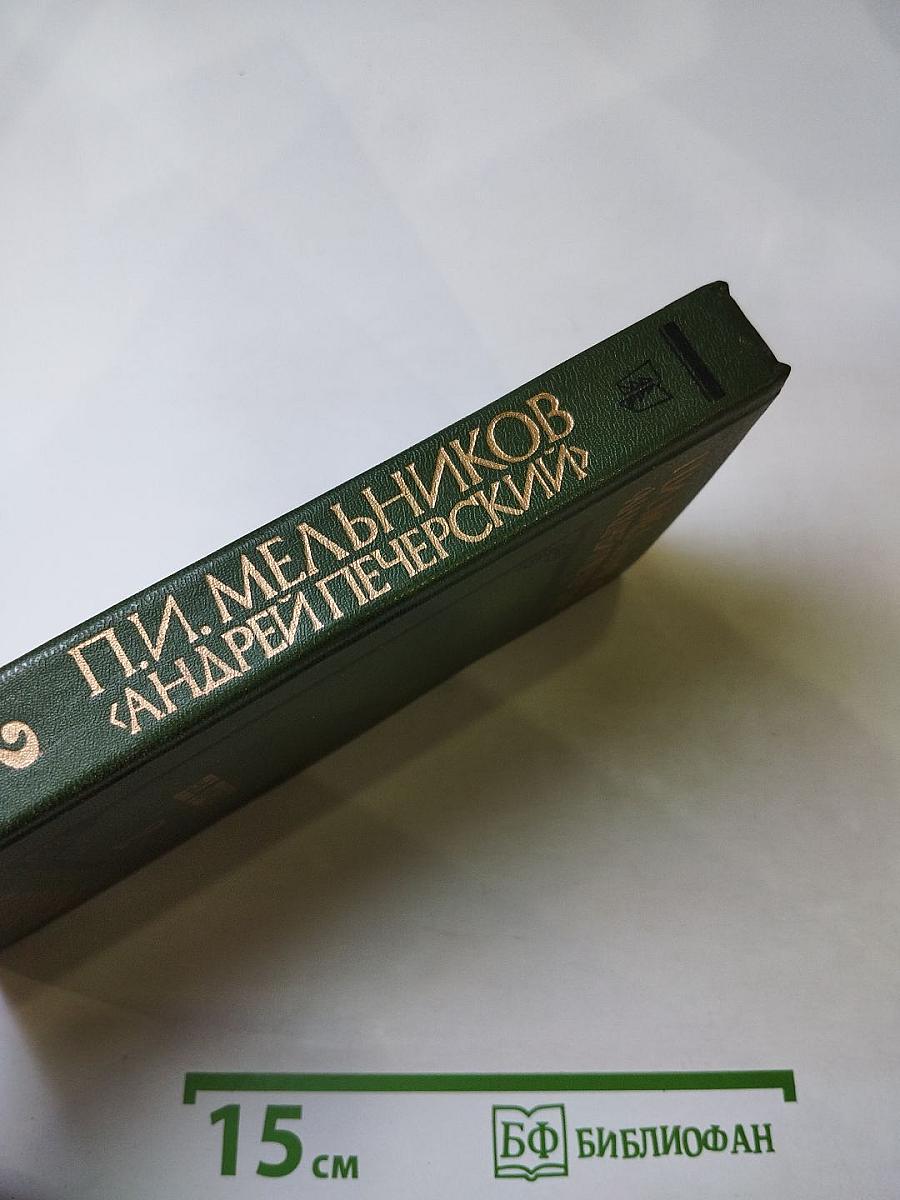 П.И. МЕЛЬНИКОВ
‹АНДРЕЙ ПЕЧЕРСКИЙ›
15 см
БФ БИБЛИОФАН